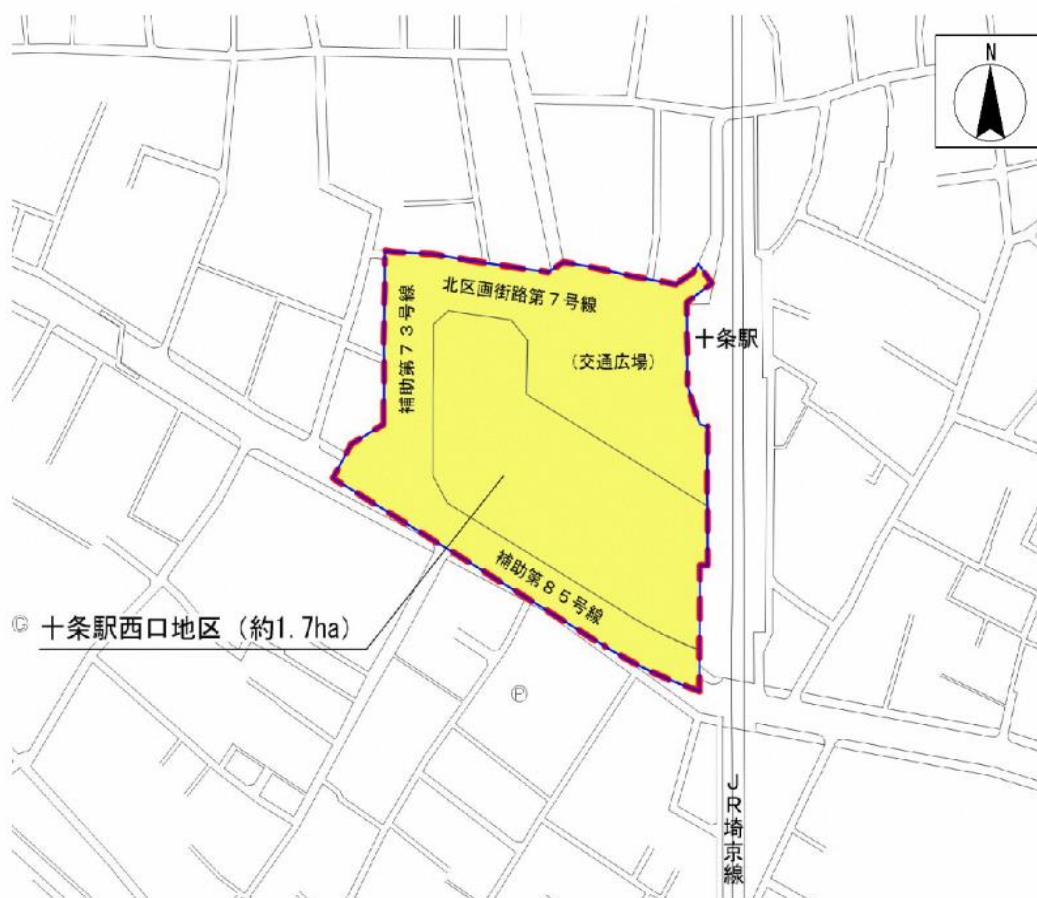 N
北区画街路第7号線
補助第73号線
十条駅
(交通広場)
補助第85号線
Ⓒ
十条駅西口地区 (約1.7ha)
Ⓟ
JR埼京線